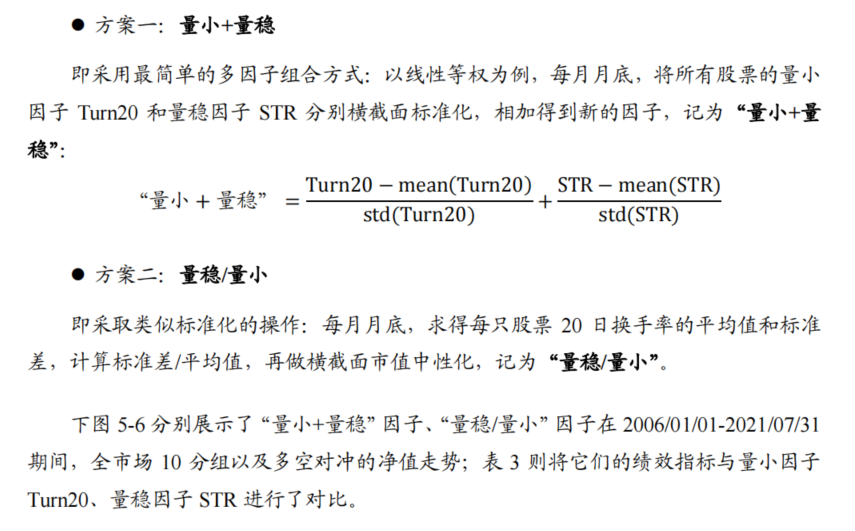 ● 方案一：量小+量稳
即采用最简单的多因子组合方式：以线性等权为例，每月月底，将所有股票的量小
因子 Turn20 和量稳因子 STR 分别横截面标准化，相加得到新的因子，记为“量小+量
稳”：
“量小 + 量稳” = (Turn20 − mean(Turn20))/std(Turn20) + (STR − mean(STR))/std(STR)
● 方案二：量稳/量小
即采取类似标准化的操作：每月月底，求得每只股票 20 日换手率的平均值和标准
差，计算标准差/平均值，再做横截面市值中性化，记为“量稳/量小”。
下图 5-6 分别展示了“量小+量稳”因子、“量稳/量小”因子在 2006/01/01-2021/07/31
期间，全市场 10 分组以及多空对冲的净值走势；表 3 则将它们的绩效指标与量小因子
Turn20、量稳因子 STR 进行了对比。